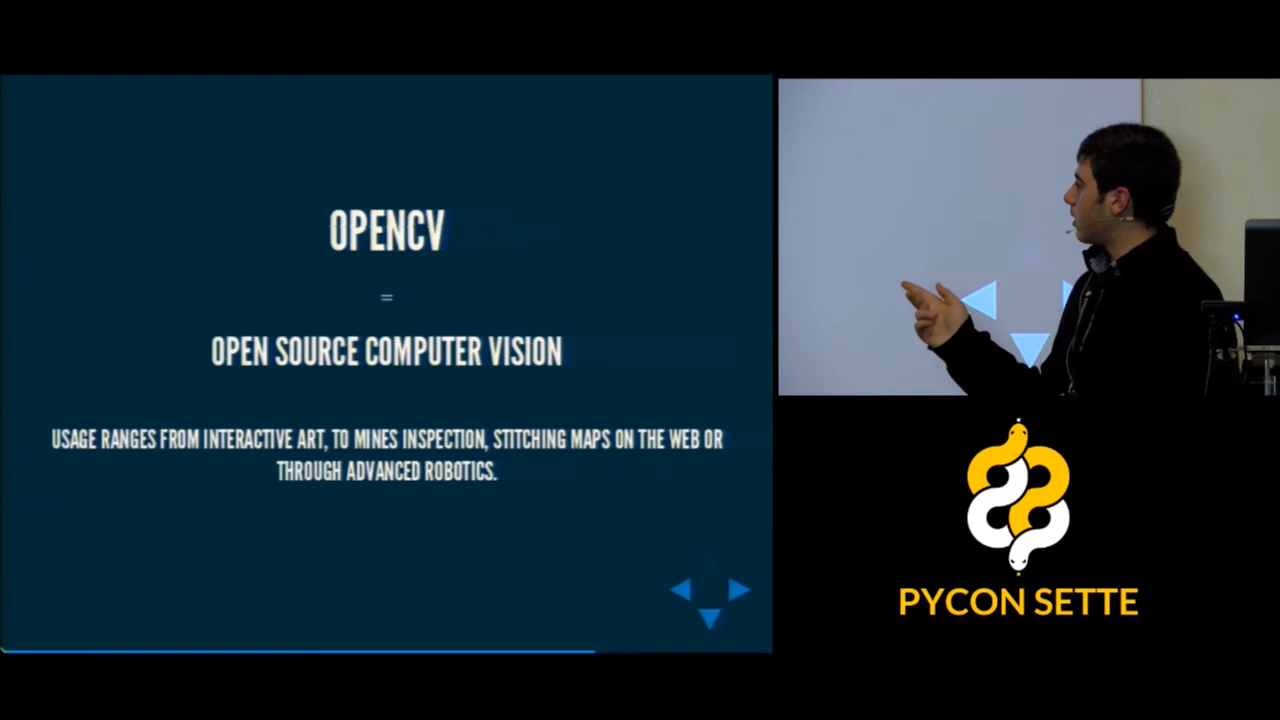 OPENCV
=
OPEN SOURCE COMPUTER VISION
USAGE RANGES FROM INTERACTIVE ART, TO MINES INSPECTION, STITCHING MAPS ON THE WEB OR
THROUGH ADVANCED ROBOTICS.
PYCON SETTE